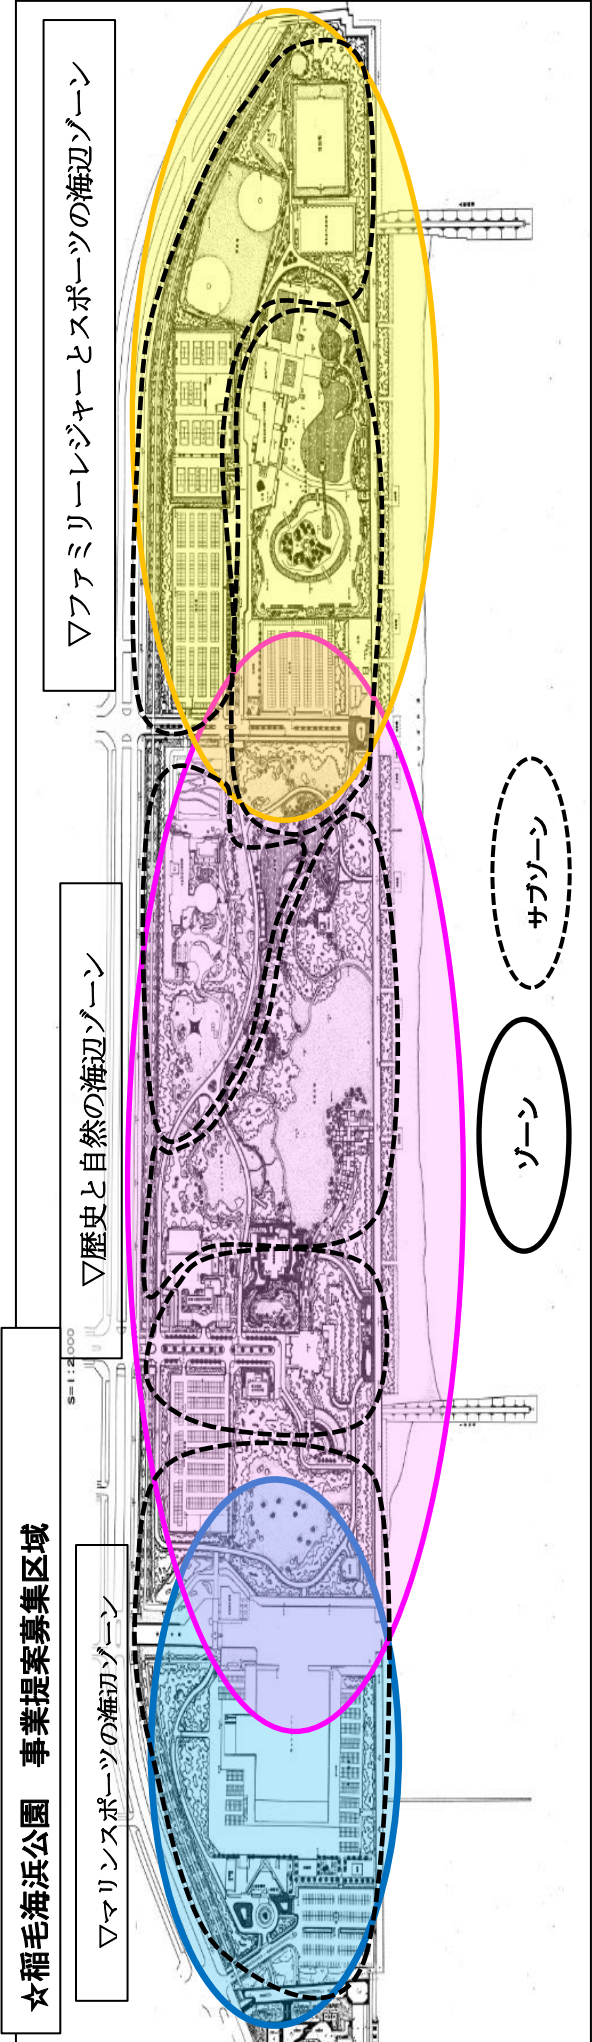 ☆稲毛海浜公園　事業提案募集区域
S=1:2000
▽マリンスポーツの海辺ゾーン
▽歴史と自然の海辺ゾーン
▽ファミリーレジャーとスポーツの海辺ゾーン
ゾーン
サブゾーン